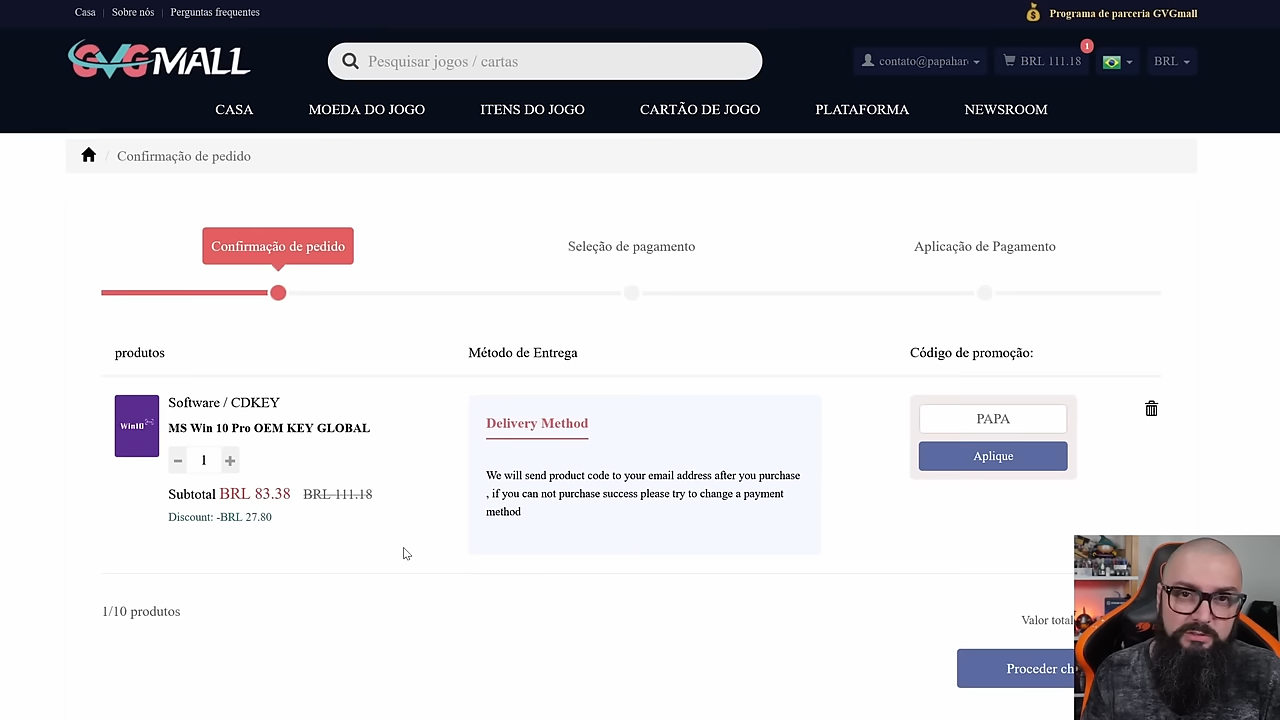 Casa | Sobre nós | Perguntas frequentes
Programa de parceria GVGmall
GVGMALL
Pesquisar jogos / cartas
contato@papahar
BRL 111.18
1
BRL
CASA
MOEDA DO JOGO
ITENS DO JOGO
CARTÃO DE JOGO
PLATAFORMA
NEWSROOM
/ Confirmação de pedido
Confirmação de pedido
Seleção de pagamento
Aplicação de Pagamento
produtos
Método de Entrega
Código de promoção:
Win10
Software / CDKEY
MS Win 10 Pro OEM KEY GLOBAL
− 1 +
Subtotal BRL 83.38 BRL 111.18
Discount: -BRL 27.80
Delivery Method
We will send product code to your email address after you purchase
, if you can not purchase success please try to change a payment
method
PAPA
Aplique
1/10 produtos
Valor total
Proceder ch